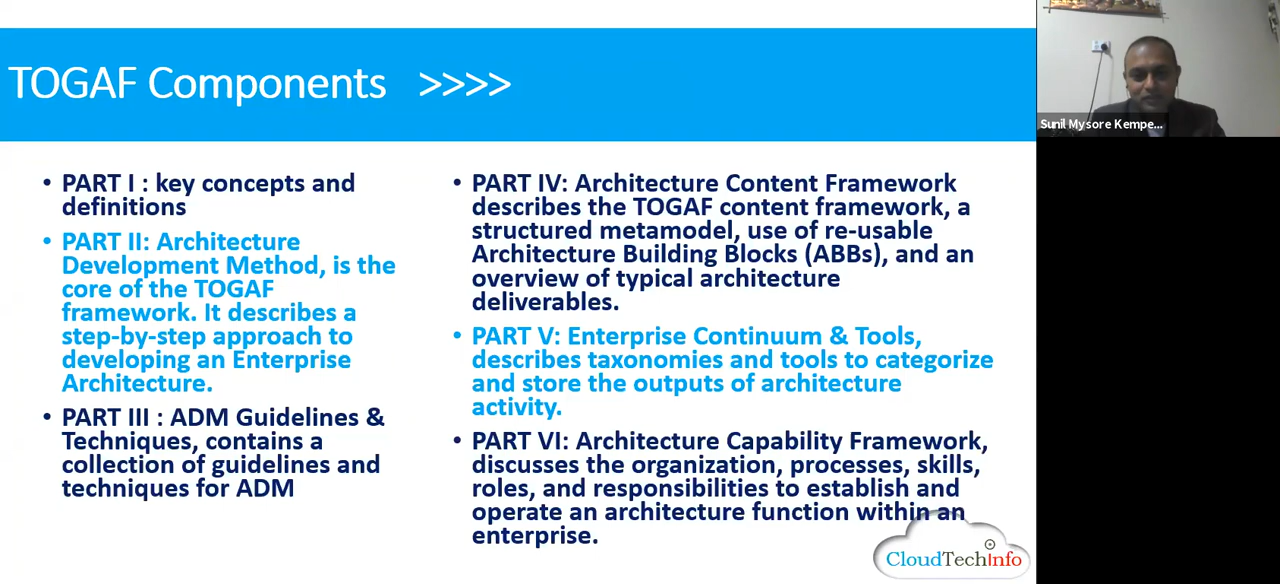 TOGAF Components >>>>
• PART I : key concepts and
definitions
• PART II: Architecture
Development Method, is the
core of the TOGAF
framework. It describes a
step-by-step approach to
developing an Enterprise
Architecture.
• PART III : ADM Guidelines &
Techniques, contains a
collection of guidelines and
techniques for ADM
• PART IV: Architecture Content Framework
describes the TOGAF content framework, a
structured metamodel, use of re-usable
Architecture Building Blocks (ABBs), and an
overview of typical architecture
deliverables.
• PART V: Enterprise Continuum & Tools,
describes taxonomies and tools to categorize
and store the outputs of architecture
activity.
• PART VI: Architecture Capability Framework,
discusses the organization, processes, skills,
roles, and responsibilities to establish and
operate an architecture function within an
enterprise.
CloudTechInfo
Sunil Mysore Kempe...